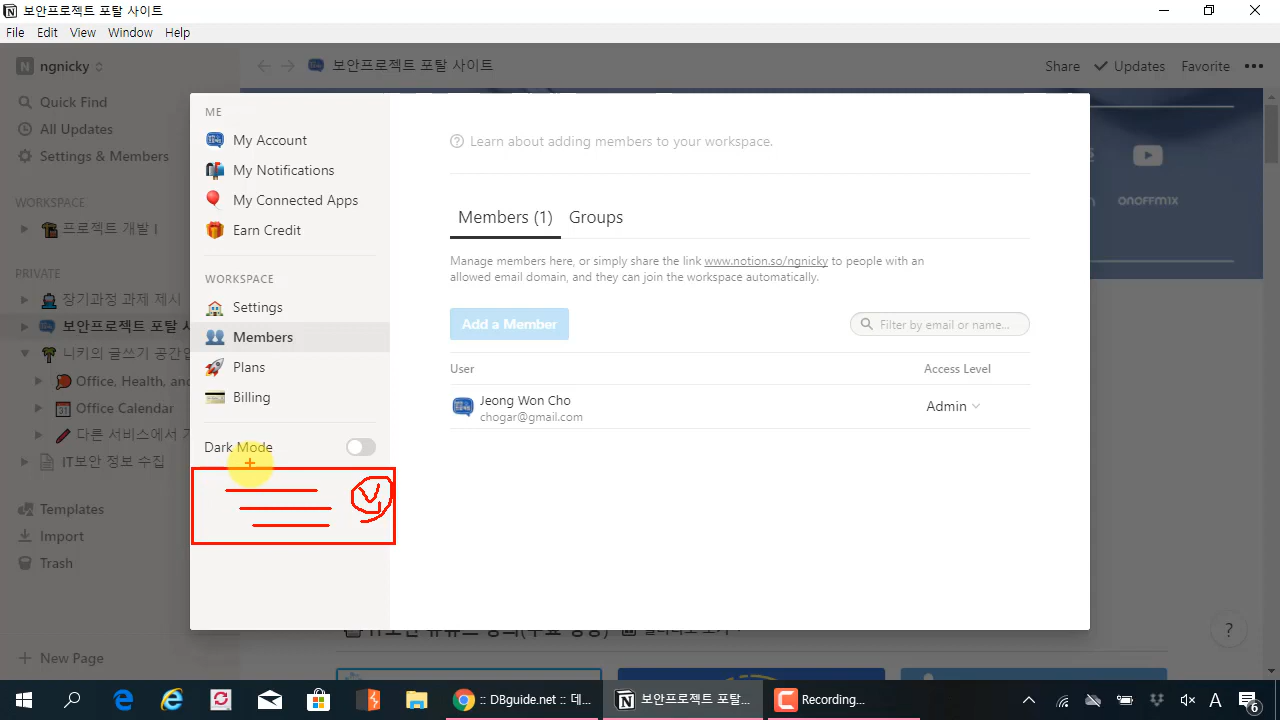 보안프로젝트 포탈 사이트
File Edit View Window Help
ngnicky
보안프로젝트 포탈 사이트
Share
Updates
Favorite
Quick Find
All Updates
Settings & Members
WORKSPACE
프로젝트 개발 I
PRIVATE
장기과정 과제 제시
보안프로젝트 포탈 사
니키의 글쓰기 공간입
Office, Health, and
Office Calendar
다른 서비스에서 기
IT보안 정보 수집
Templates
Import
Trash
New Page
ME
My Account
My Notifications
My Connected Apps
Earn Credit
WORKSPACE
Settings
Members
Plans
Billing
Dark Mode
Learn about adding members to your workspace.
Members (1) Groups
Manage members here, or simply share the link www.notion.so/ngnicky to people with an
allowed email domain, and they can join the workspace automatically.
Add a Member
Filter by email or name...
User
Access Level
Jeong Won Cho
chogar@gmail.com
Admin
ONOFFMIX
?
:: DBguide.net :: 데...
보안프로젝트 포탈...
Recording...
A
6